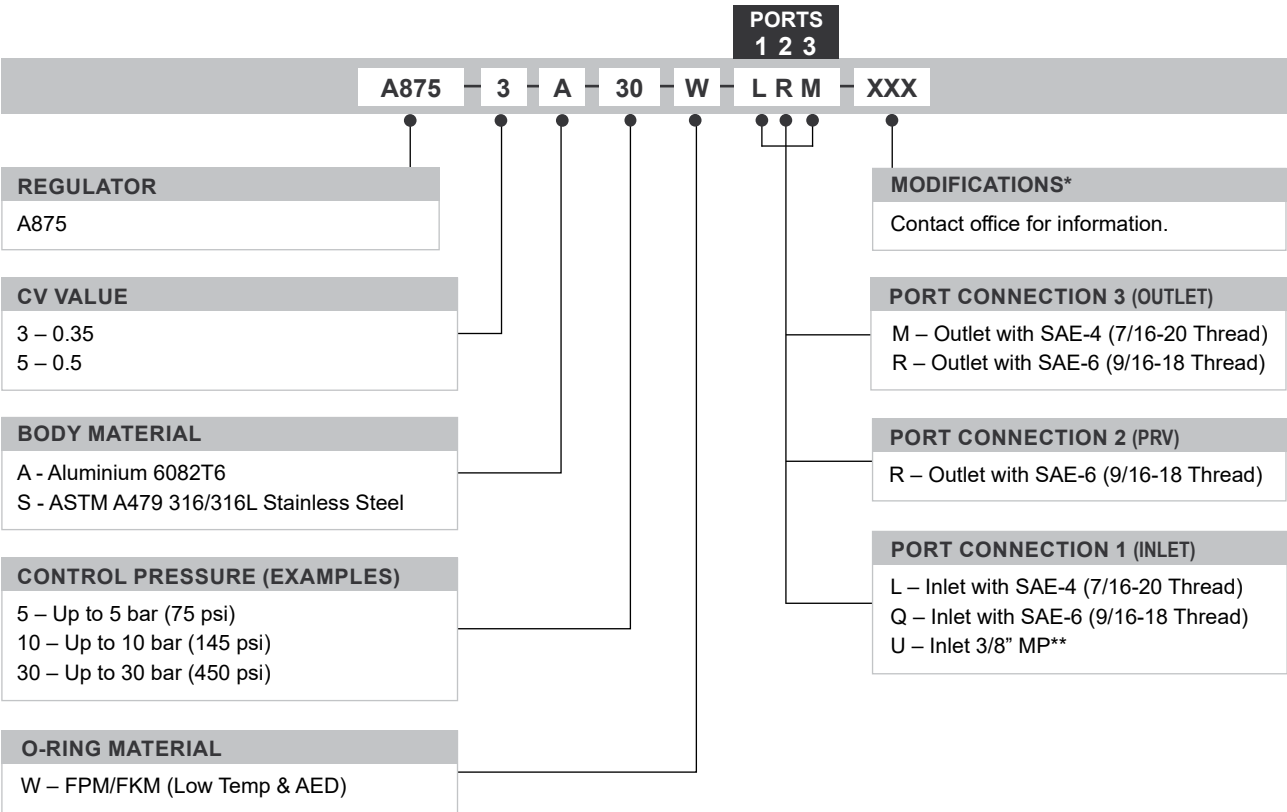 PORTS
1 2 3
A875 - 3 - A - 30 - W - L R M - XXX
REGULATOR
A875
CV VALUE
3 – 0.35
5 – 0.5
BODY MATERIAL
A - Aluminium 6082T6
S - ASTM A479 316/316L Stainless Steel
CONTROL PRESSURE (EXAMPLES)
5 – Up to 5 bar (75 psi)
10 – Up to 10 bar (145 psi)
30 – Up to 30 bar (450 psi)
O-RING MATERIAL
W – FPM/FKM (Low Temp & AED)
MODIFICATIONS*
Contact office for information.
PORT CONNECTION 3 (OUTLET)
M – Outlet with SAE-4 (7/16-20 Thread)
R – Outlet with SAE-6 (9/16-18 Thread)
PORT CONNECTION 2 (PRV)
R – Outlet with SAE-6 (9/16-18 Thread)
PORT CONNECTION 1 (INLET)
L – Inlet with SAE-4 (7/16-20 Thread)
Q – Inlet with SAE-6 (9/16-18 Thread)
U – Inlet 3/8” MP**